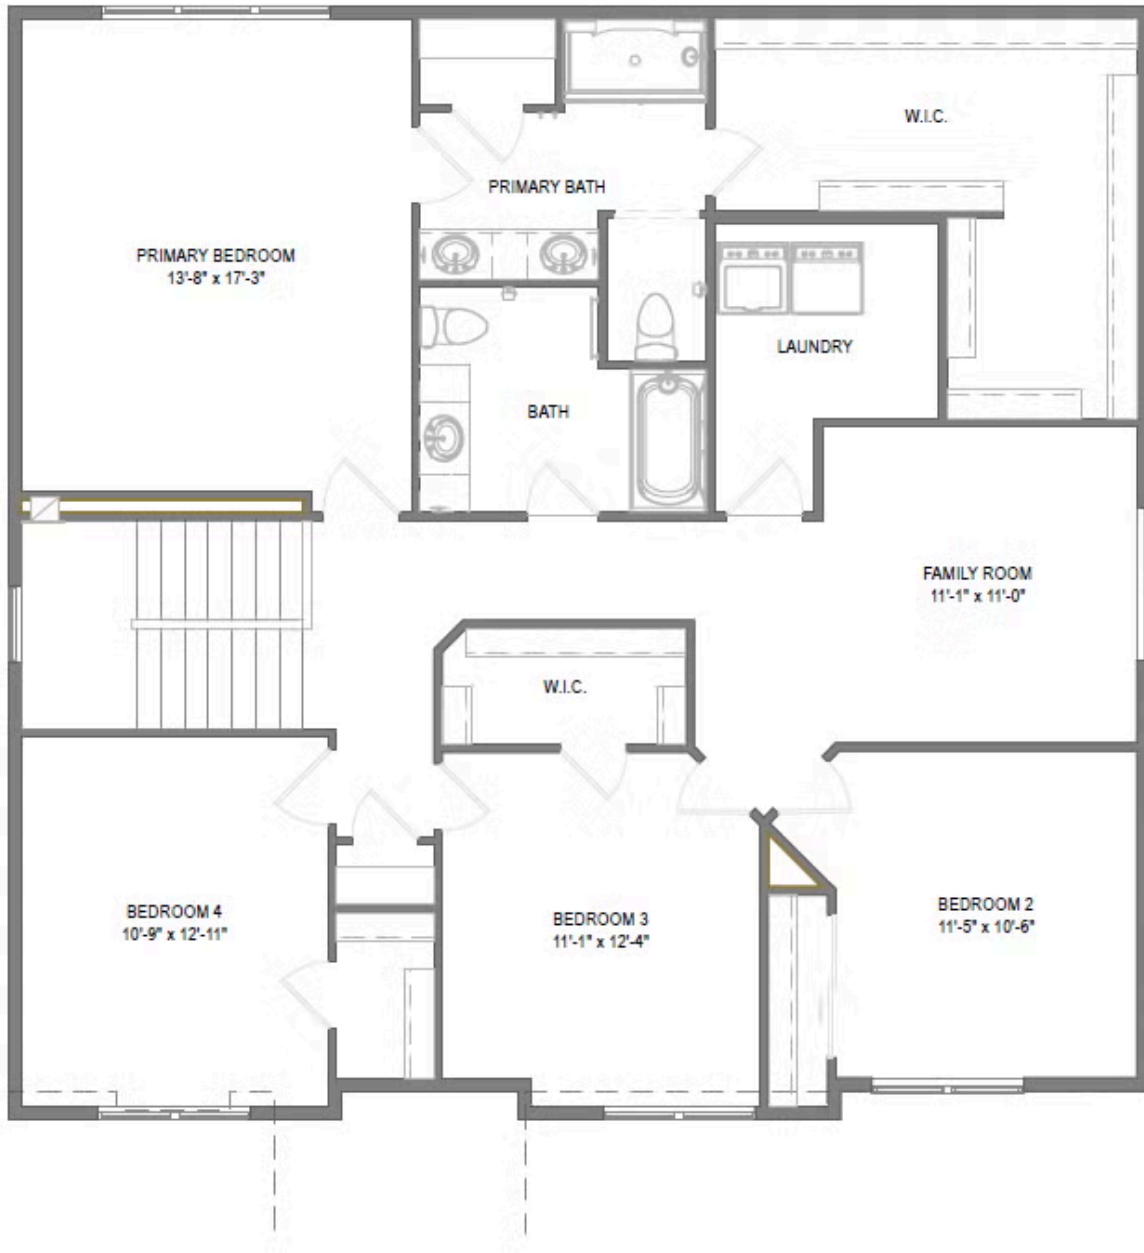 W.I.C.
PRIMARY BATH
PRIMARY BEDROOM
13'-8" x 17'-3"
LAUNDRY
BATH
FAMILY ROOM
11'-1" x 11'-0"
W.I.C.
BEDROOM 4
10'-9" x 12'-11"
BEDROOM 3
11'-1" x 12'-4"
BEDROOM 2
11'-5" x 10'-6"